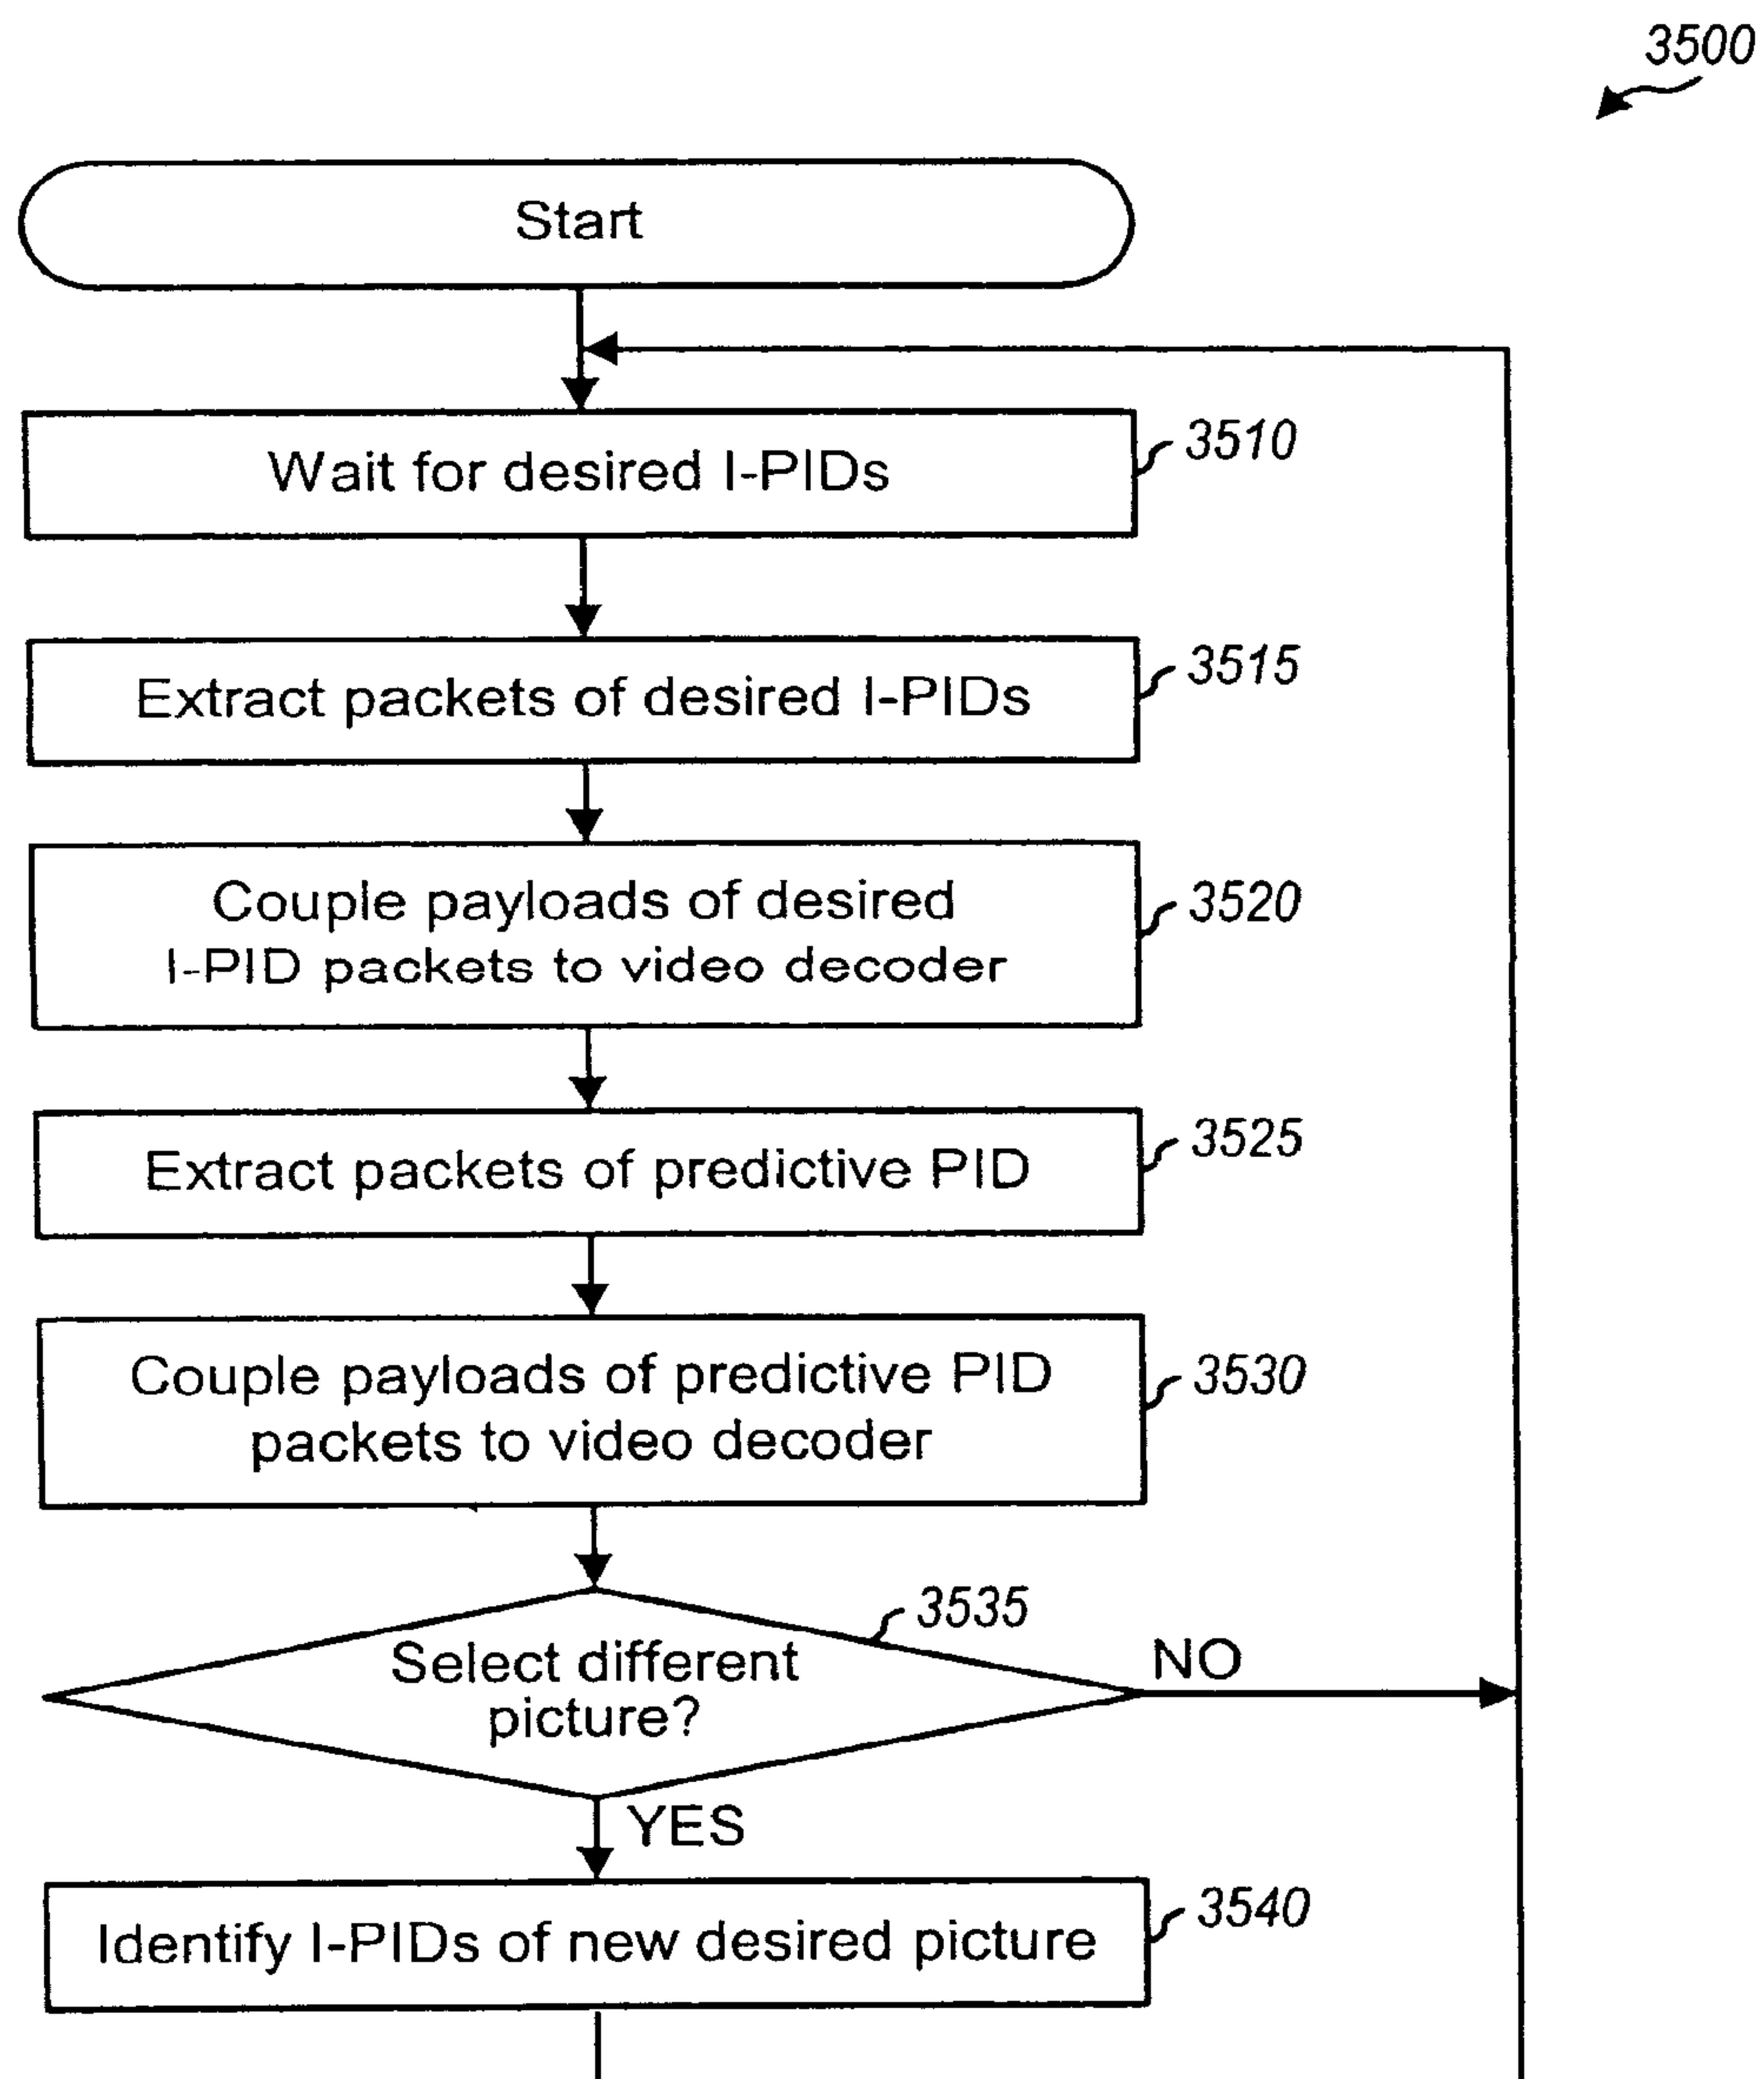 3500
Start
Wait for desired I-PIDs
3510
Extract packets of desired I-PIDs
3515
Couple payloads of desired
I-PID packets to video decoder
3520
Extract packets of predictive PID
3525
Couple payloads of predictive PID
packets to video decoder
3530
3535
Select different
picture?
NO
YES
Identify I-PIDs of new desired picture
3540